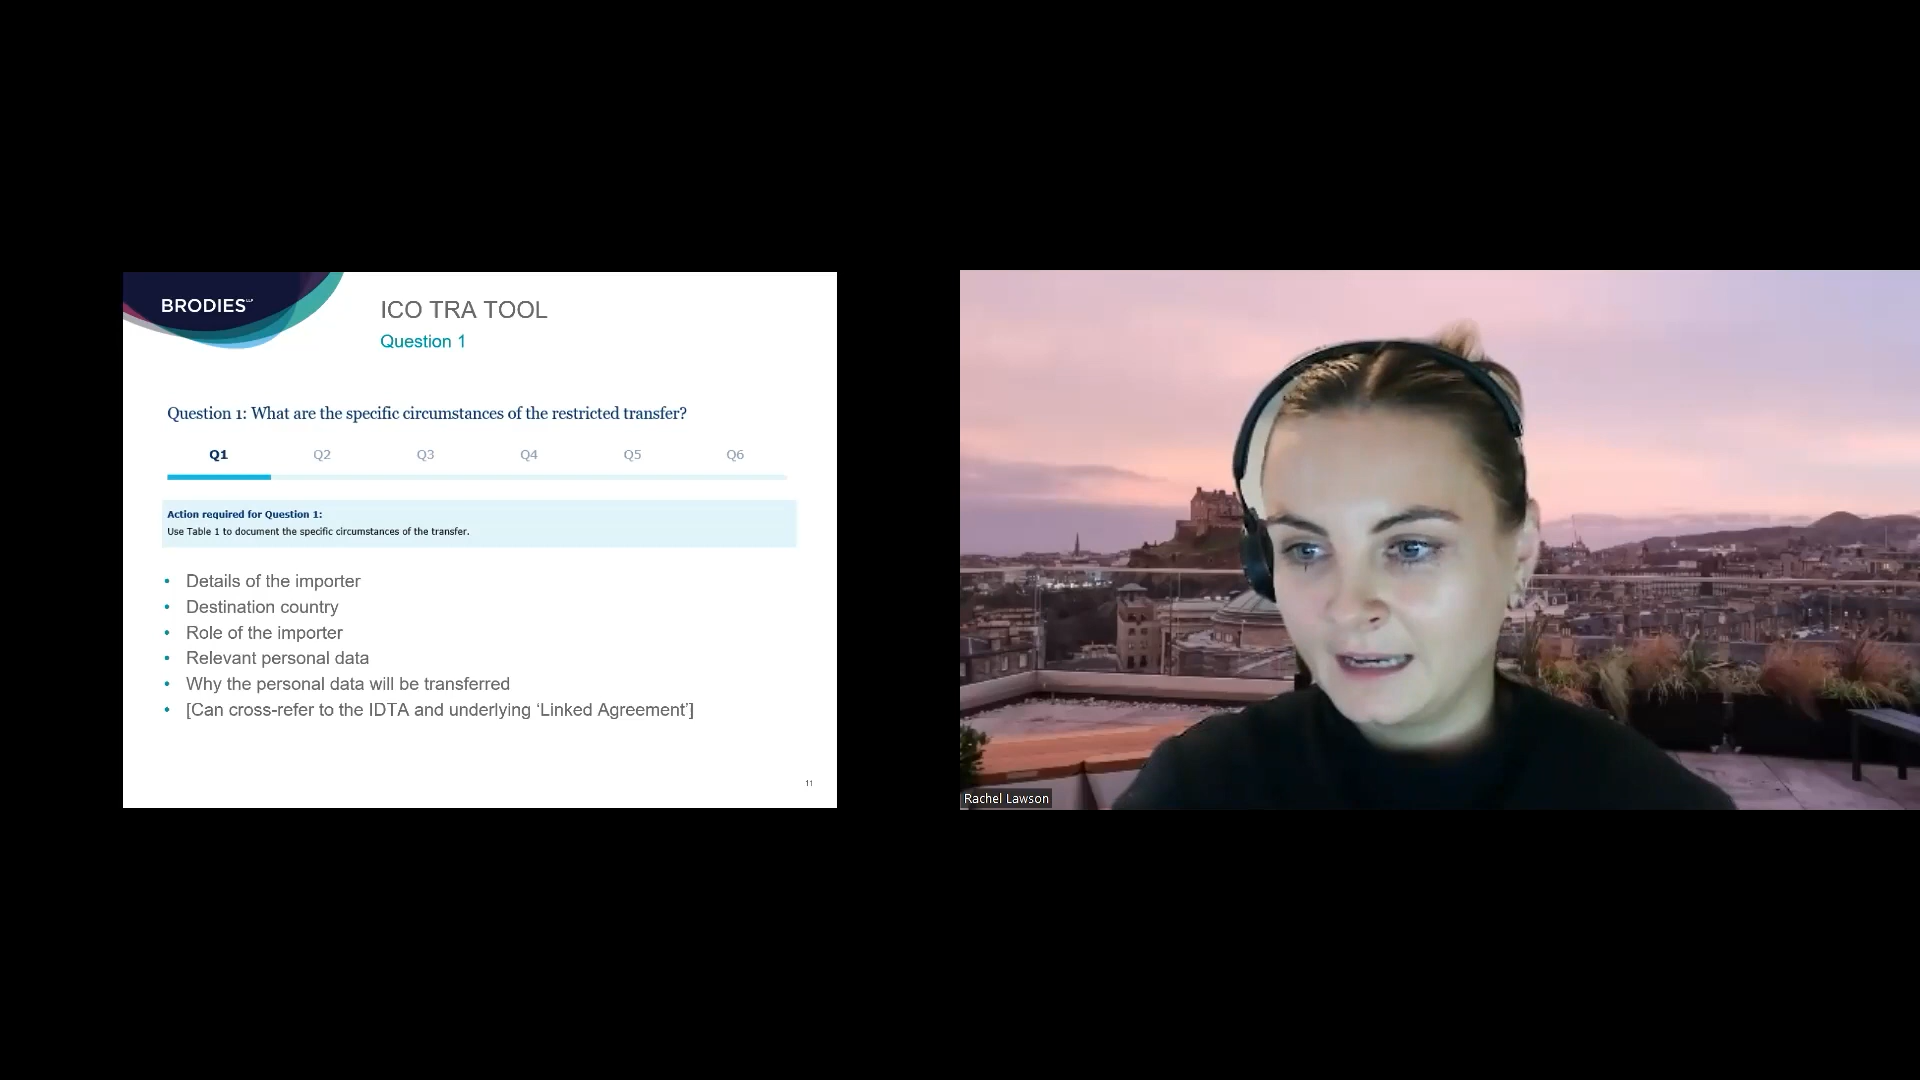 BRODIES LLP
ICO TRA TOOL
Question 1
Question 1: What are the specific circumstances of the restricted transfer?
Q1 Q2 Q3 Q4 Q5 Q6
Action required for Question 1:
Use Table 1 to document the specific circumstances of the transfer.
• Details of the importer
• Destination country
• Role of the importer
• Relevant personal data
• Why the personal data will be transferred
• [Can cross-refer to the IDTA and underlying ‘Linked Agreement’]
11
Rachel Lawson